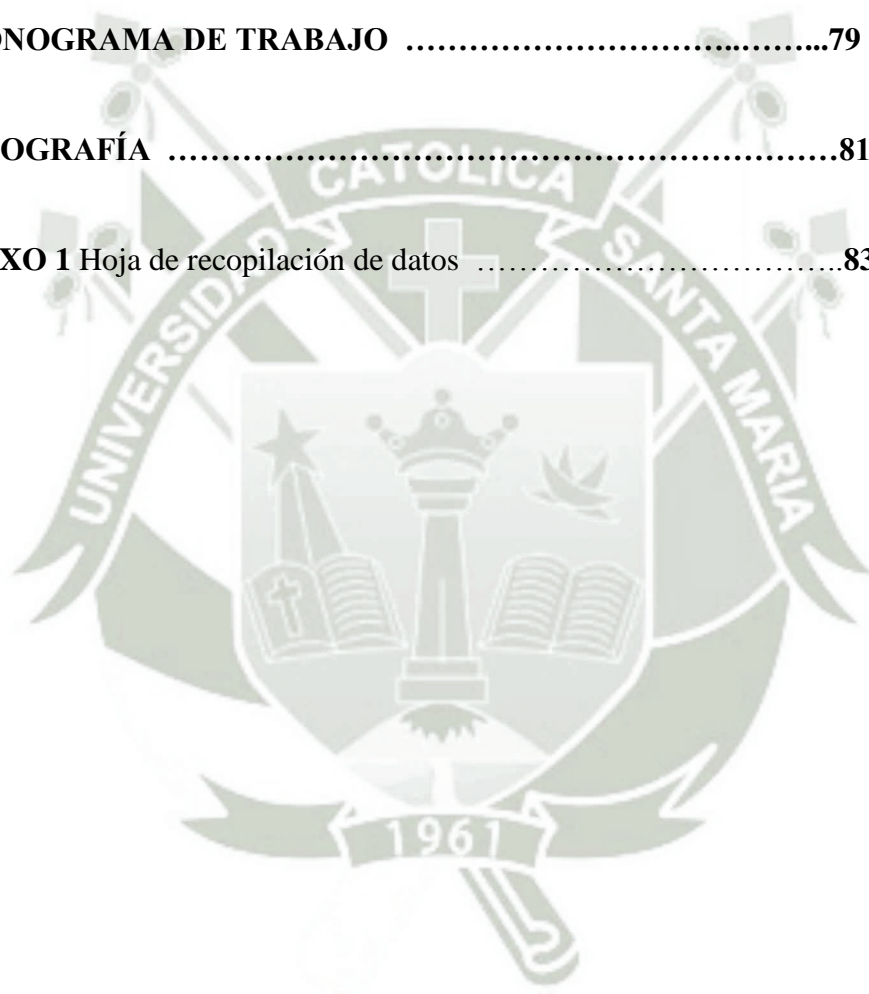 ONOGRAMA DE TRABAJO ………………………………..……...79
OGRAFÍA ……………………………………………………………81
XO 1 Hoja de recopilación de datos ……………………………..83
UNIVERSIDAD CATOLICA SANTA MARIA
1961